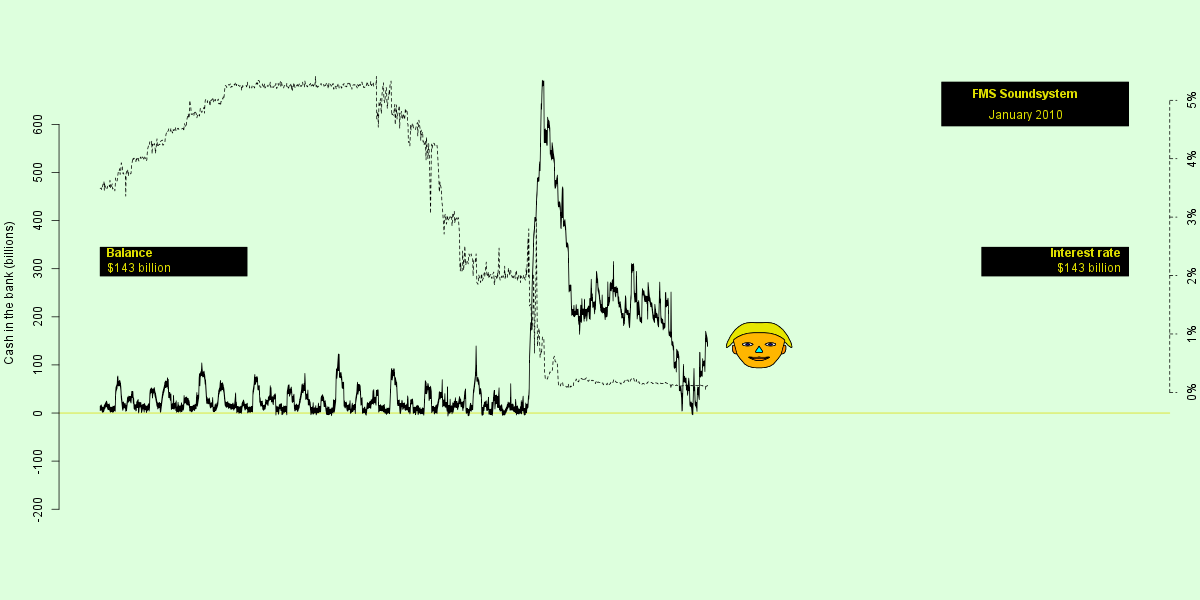 FMS Soundsystem
January 2010
Balance
$143 billion
Interest rate
$143 billion
Cash in the bank (billions)
600
500
400
300
200
100
0
-100
-200
5%
4%
3%
2%
1%
0%